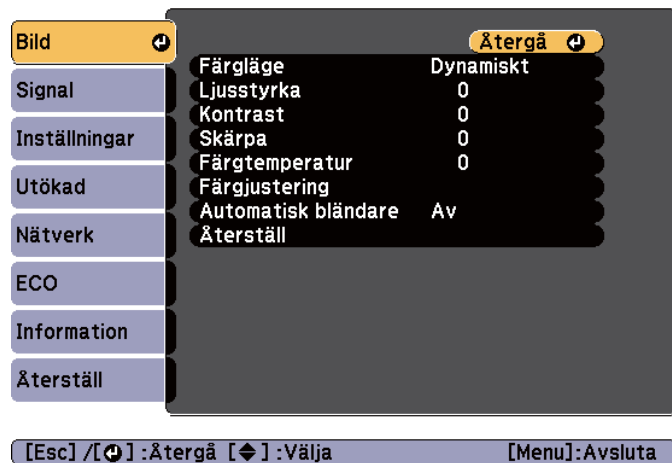 Bild
Signal
Inställningar
Utökad
Nätverk
ECO
Information
Återställ
Återgå
Färgläge Dynamiskt
Ljusstyrka 0
Kontrast 0
Skärpa 0
Färgtemperatur 0
Färgjustering
Automatisk bländare Av
Återställ
[Esc] /[⏎] :Återgå [◆] :Välja [Menu]:Avsluta